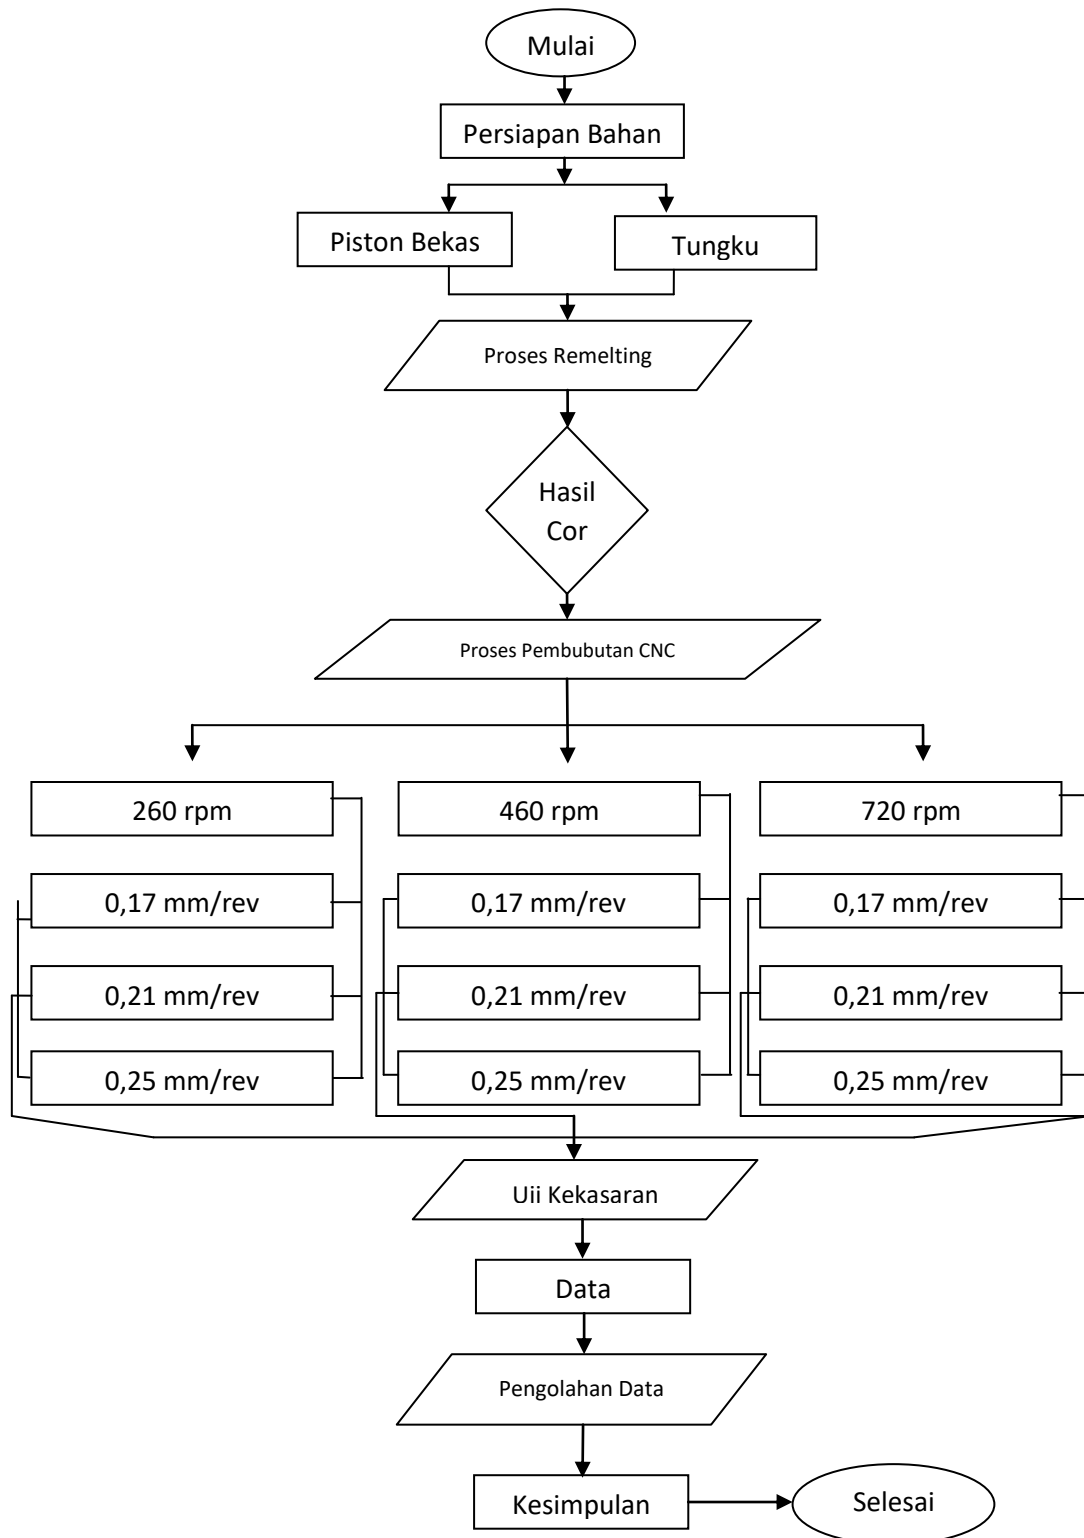 Mulai
Persiapan Bahan
Piston Bekas
Tungku
Proses Remelting
Hasil
Cor
Proses Pembubutan CNC
260 rpm
460 rpm
720 rpm
0,17 mm/rev
0,17 mm/rev
0,17 mm/rev
0,21 mm/rev
0,21 mm/rev
0,21 mm/rev
0,25 mm/rev
0,25 mm/rev
0,25 mm/rev
Uii Kekasaran
Data
Pengolahan Data
Kesimpulan
Selesai